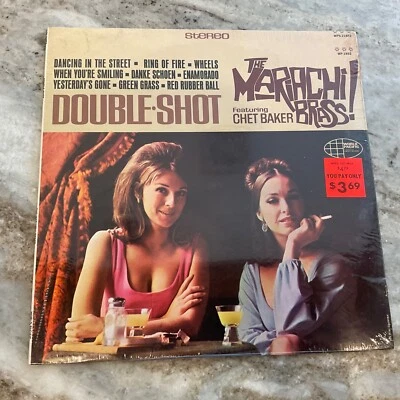 STEREO
DANCING IN THE STREET ▪ RING OF FIRE ▪ WHEELS
WHEN YOU'RE SMILING ▪ DANKE SCHOEN ▪ ENAMORADO
YESTERDAY'S GONE ▪ GREEN GRASS ▪ RED RUBBER BALL
DOUBLE-SHOT
THE
MARIACHI
BRASS!
featuring
CHET BAKER
YOU PAY ONLY
$3.69